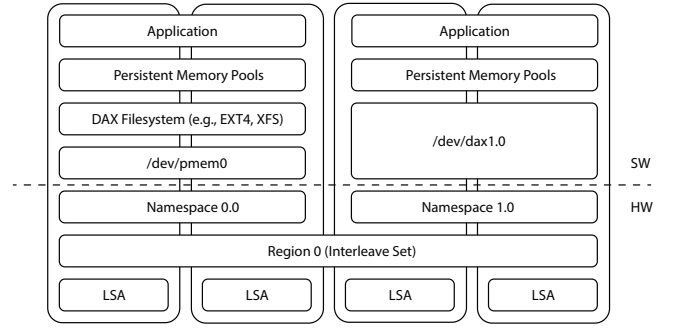 Application
Application
Persistent Memory Pools
Persistent Memory Pools
DAX Filesystem (e.g., EXT4, XFS)
/dev/dax1.0
/dev/pmem0
SW
Namespace 0.0
Namespace 1.0
HW
Region 0 (Interleave Set)
LSA
LSA
LSA
LSA